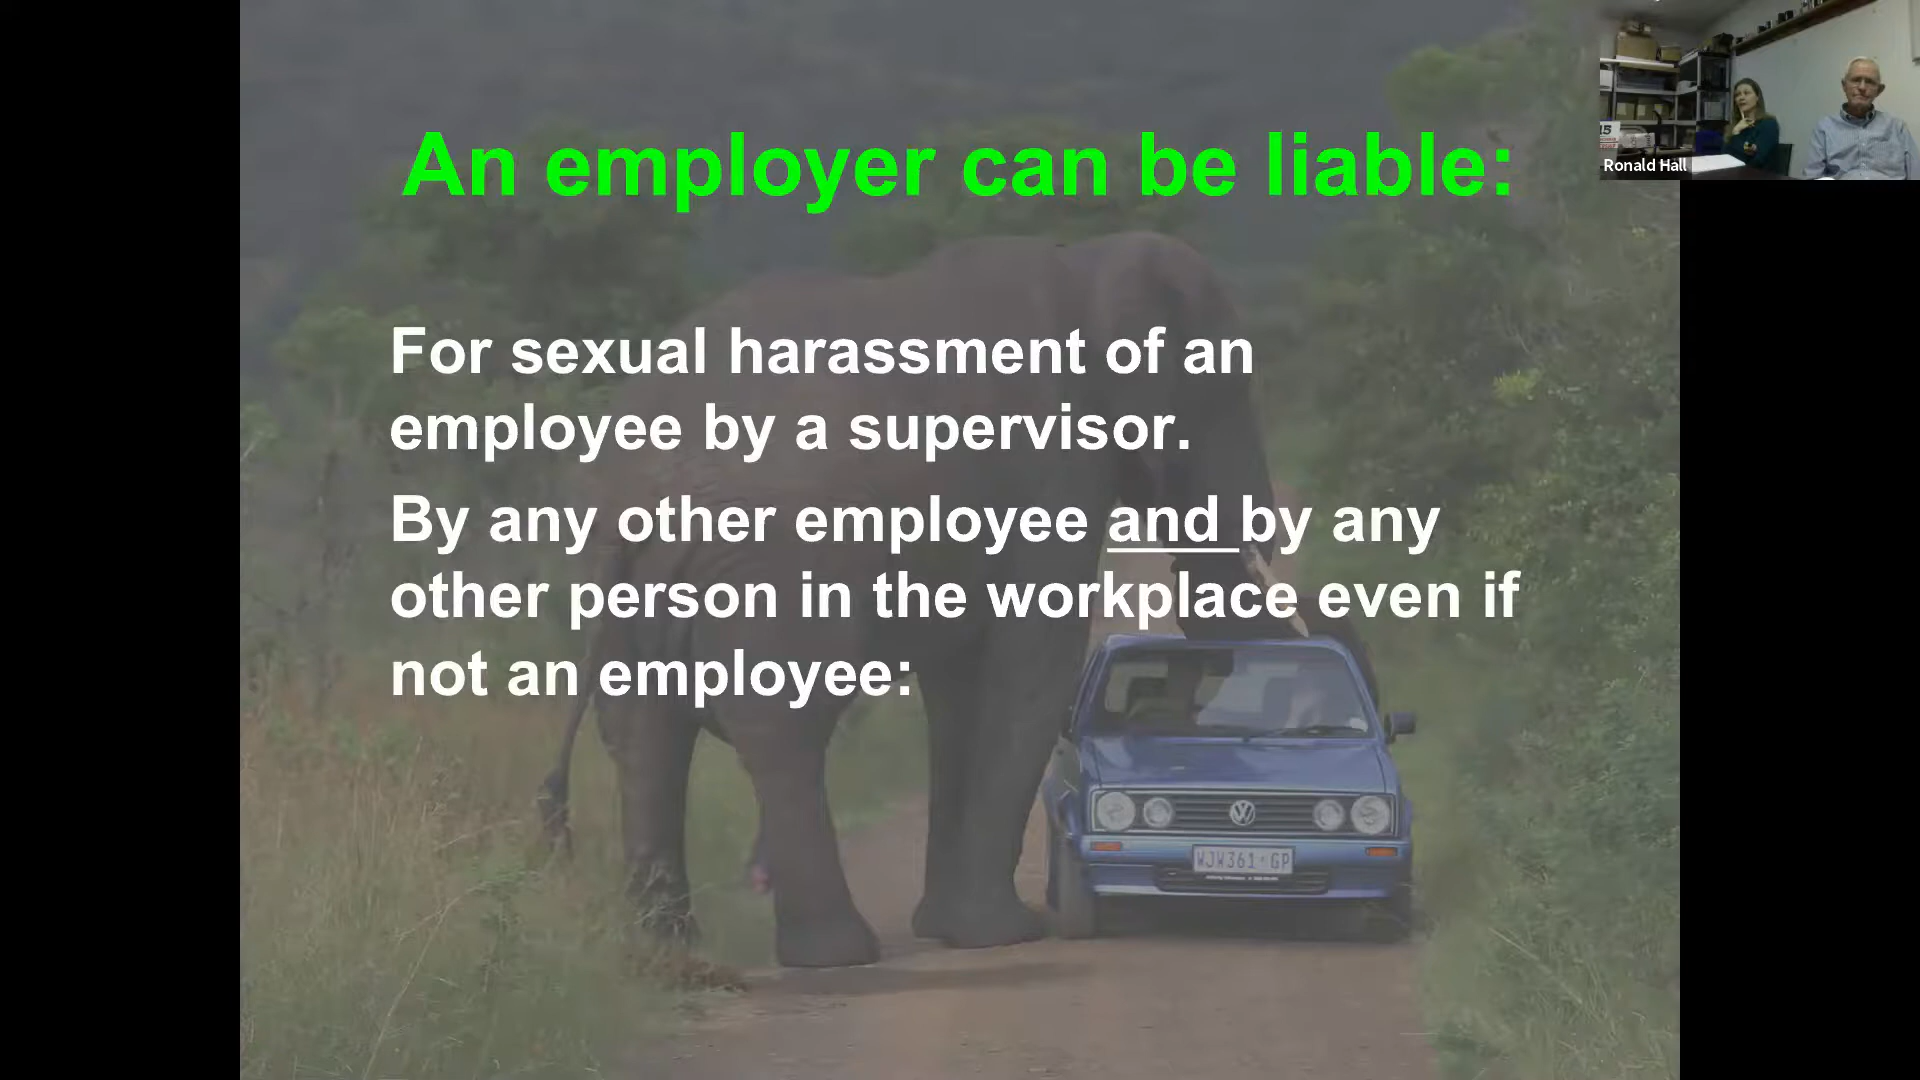 An employer can be liable:
For sexual harassment of an
employee by a supervisor.
By any other employee and by any
other person in the workplace even if
not an employee:
WJW361·GP
15
Ronald Hall